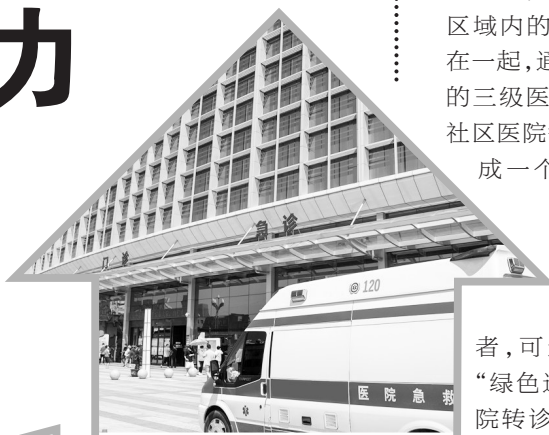 力
区域内的
在一起,通
的三级医
社区医院
成一个
急诊
门诊
120
医院急救
者,可
“绿色
院转诊